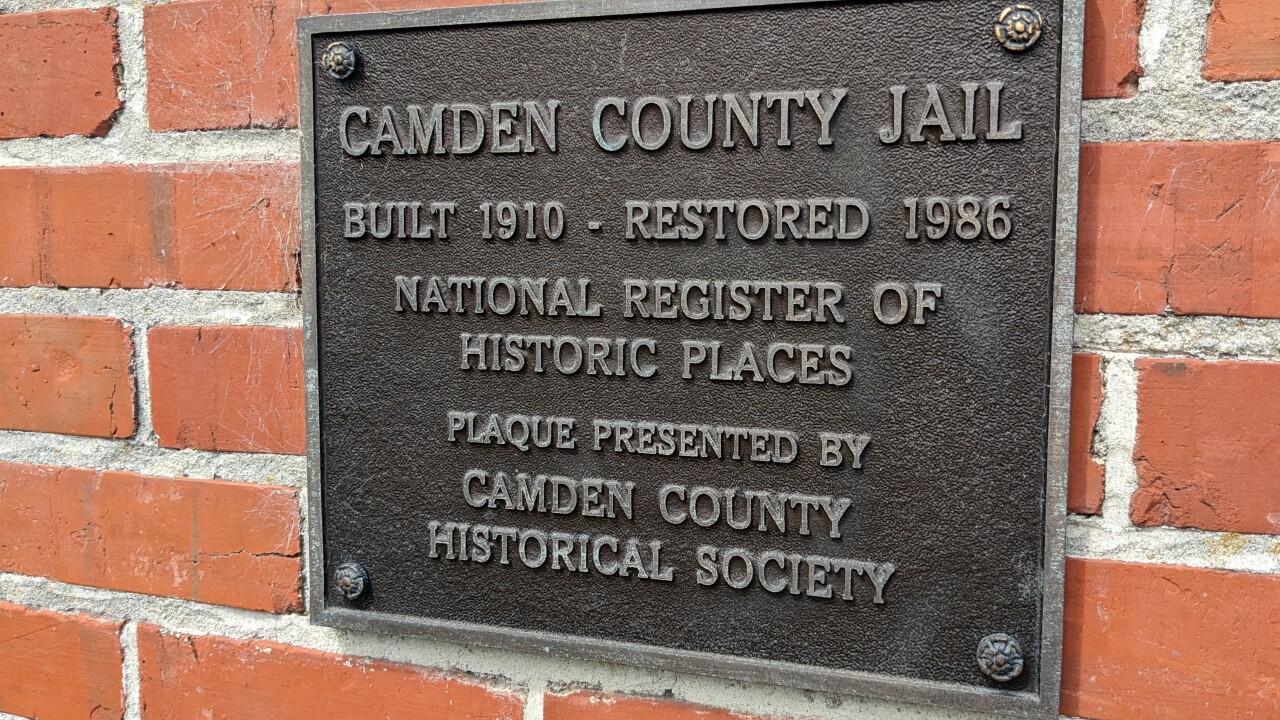 CAMDEN COUNTY JAIL
BUILT 1910 - RESTORED 1986
NATIONAL REGISTER OF
HISTORIC PLACES
PLAQUE PRESENTED BY
CAMDEN COUNTY
HISTORICAL SOCIETY